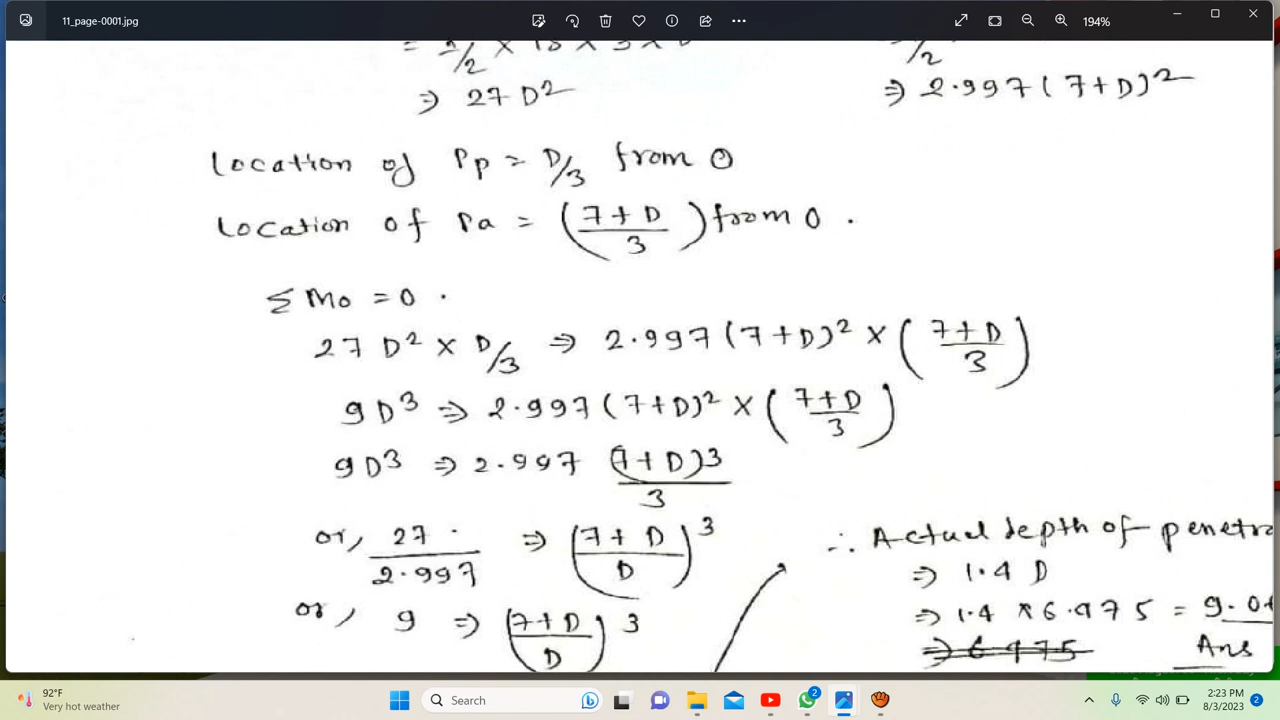 11_page-0001.jpg
194%
⇒ 27 D²
⇒ 2.997 (7+D)²
Location of Pp = D/3 from O
Location of Pa = (7+D/3) from O .
Σ Mo = 0 .
27 D² × D/3 ⇒ 2.997 (7+D)² × (7+D/3)
9D³ ⇒ 2.997 (7+D)² × (7+D/3)
9D³ ⇒ 2.997 (7+D)³/3
or, 27/2.997 ⇒ (7+D/D)³
∴ Actual depth of penetra
⇒ 1.4 D
or, 9 ⇒ (7+D/D)³
⇒ 1.4 × 6.475 = 9.0
⇒ 6.475
Ans
92°F
Very hot weather
Search
2
2:23 PM
8/3/2023
2